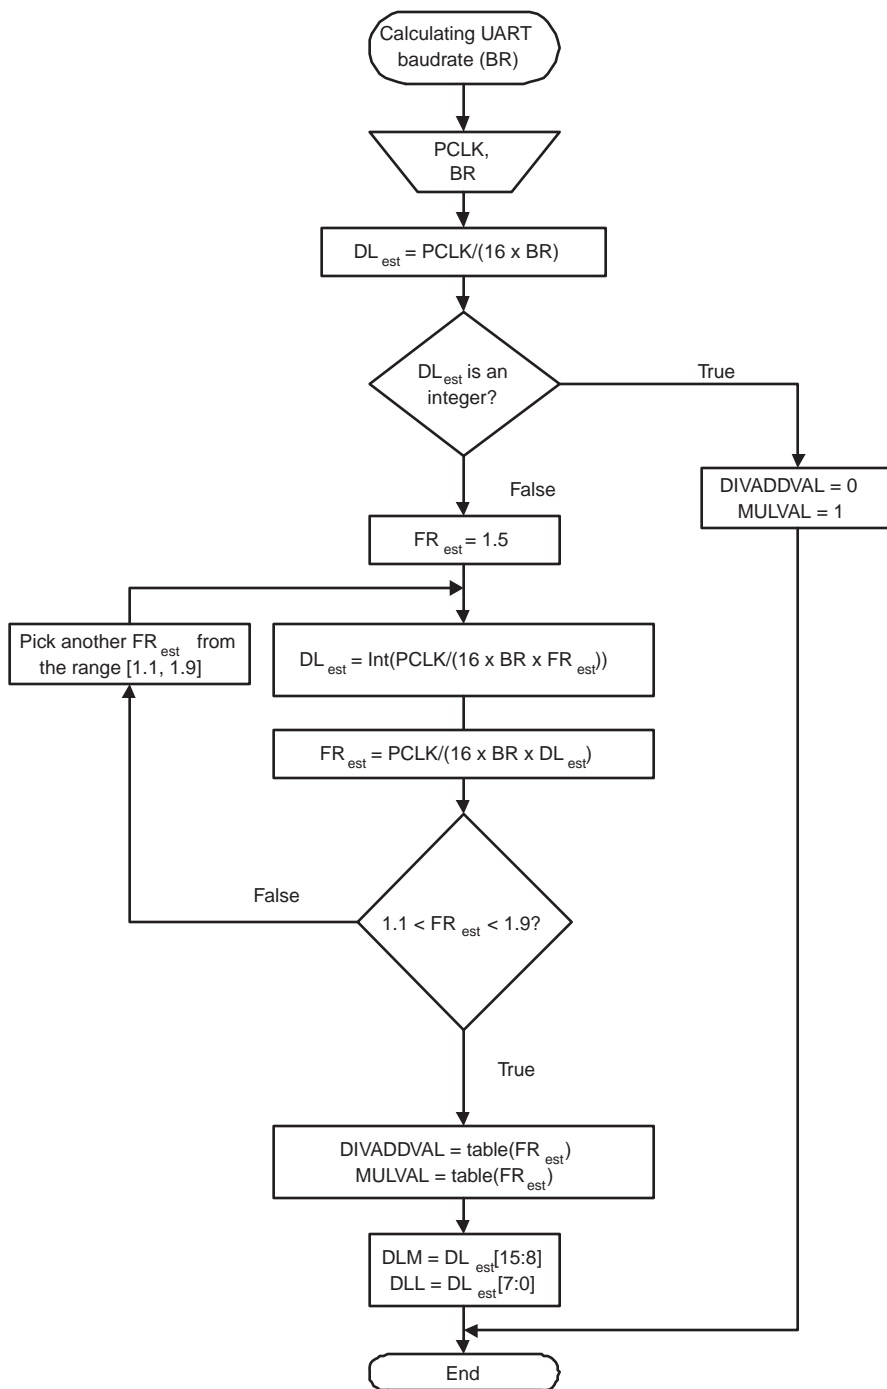 Calculating UART
baudrate (BR)
PCLK,
BR
DL est = PCLK/(16 x BR)
DL est is an
integer?
True
False
DIVADDVAL = 0
MULVAL = 1
FR est = 1.5
Pick another FR est from
the range [1.1, 1.9]
DL est = Int(PCLK/(16 x BR x FR est))
FR est = PCLK/(16 x BR x DL est)
False
1.1 < FR est < 1.9?
True
DIVADDVAL = table(FR est)
MULVAL = table(FR est)
DLM = DL est [15:8]
DLL = DL est [7:0]
End